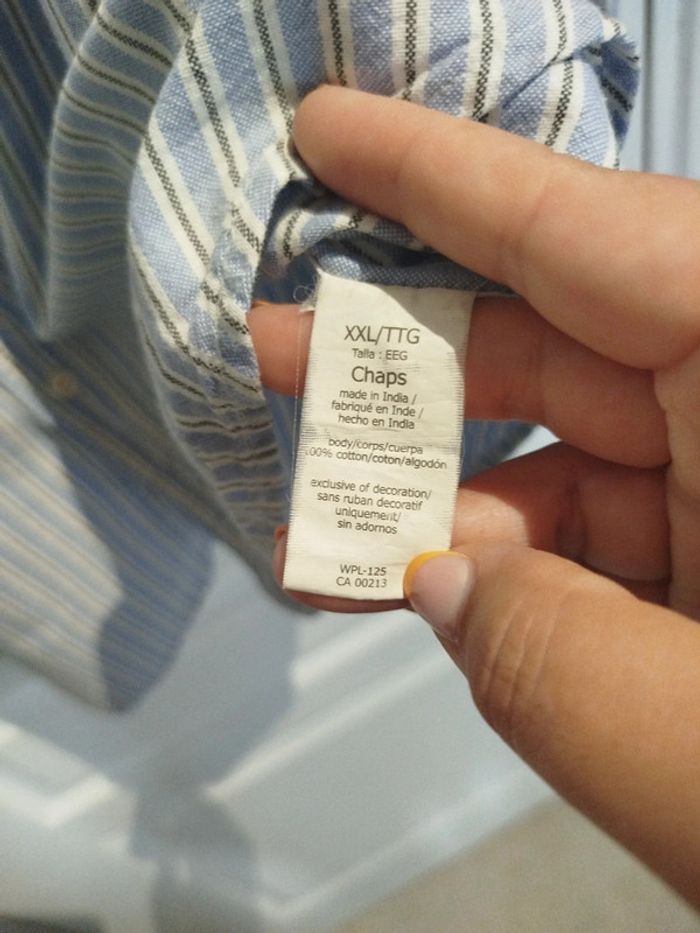 XXL/TTG
Talla : EEG
Chaps
made in India /
fabriqué en Inde /
hecho en India
body/corps/cuerpa
00% cotton/coton/algodón
exclusive of decoration/
sans ruban decoratif
uniquement/
sin adornos
WPL-125
CA 00213